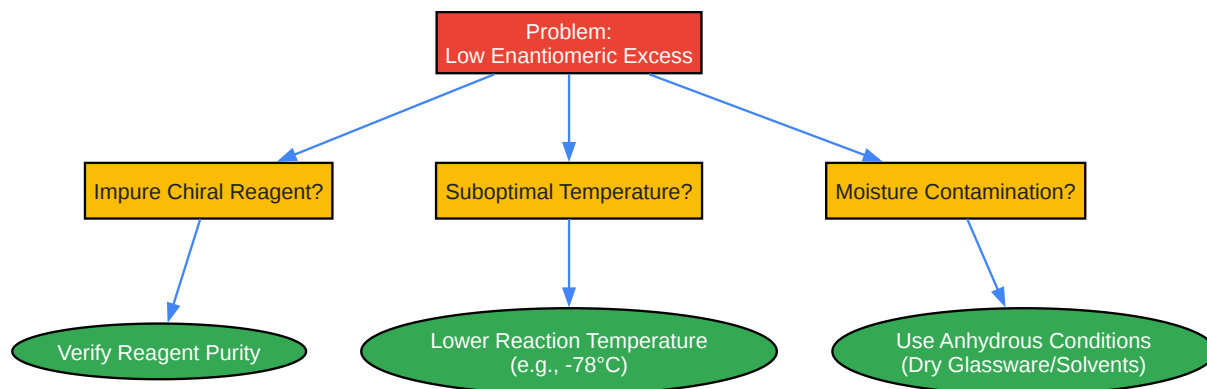 Problem:
Low Enantiomeric Excess
Impure Chiral Reagent?
Suboptimal Temperature?
Moisture Contamination?
Verify Reagent Purity
Lower Reaction Temperature
(e.g., -78°C)
Use Anhydrous Conditions
(Dry Glassware/Solvents)